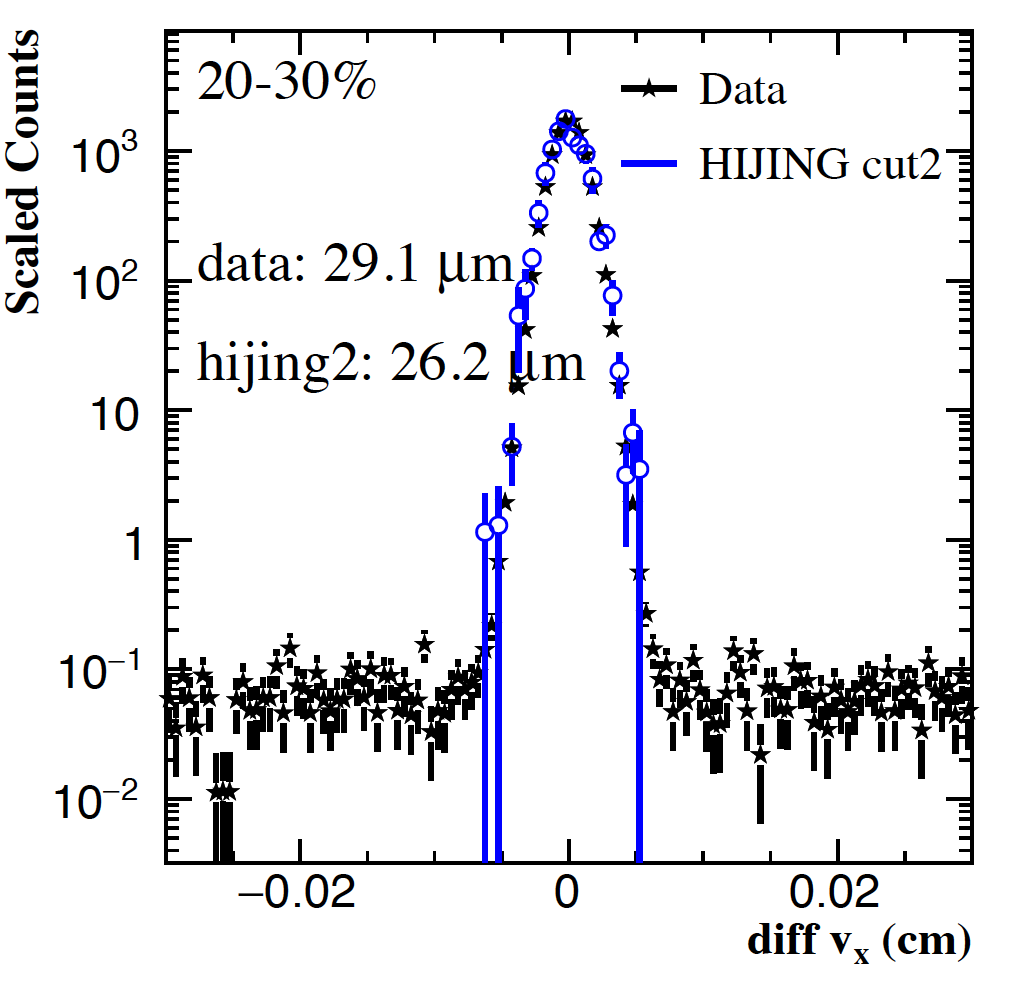 Scaled Counts
20-30%
Data
HIJING cut2
data: 29.1 μm
hijing2: 26.2 μm
10³
10²
10
1
10⁻¹
10⁻²
−0.02 0 0.02
diff vₓ (cm)